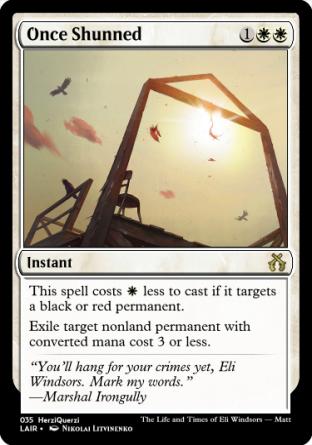 Once Shunned 1
Instant
This spell costs less to cast if it targets
a black or red permanent.
Exile target nonland permanent with
converted mana cost 3 or less.
“You’ll hang for your crimes yet, Eli
Windsors. Mark my words.”
—Marshal Irongully
035 HerziQuerzi The Life and Times of Eli Windsors — Matt
LAIR • Nikolai Litvinenko